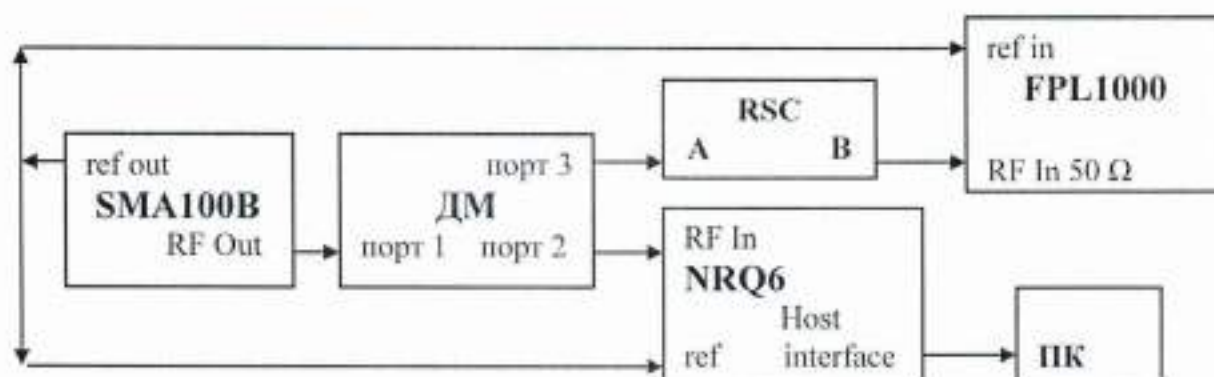 ref in
FPL1000
RF In 50 Ω
RSC
A B
ref out
SMA100B
RF Out
порт 3
ДМ
порт 1 порт 2
RF In
NRQ6
Host
ref interface
ПК